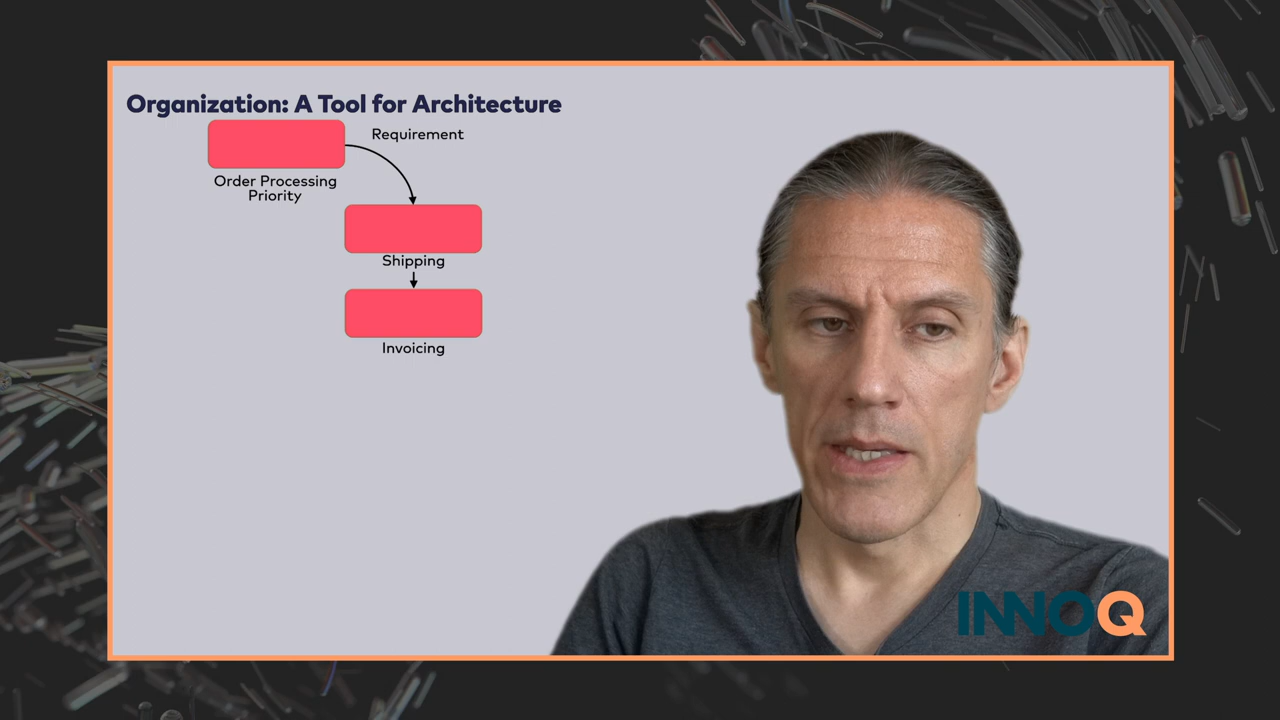 Organization: A Tool for Architecture
Requirement
Order Processing
Priority
Shipping
Invoicing
INNOQ